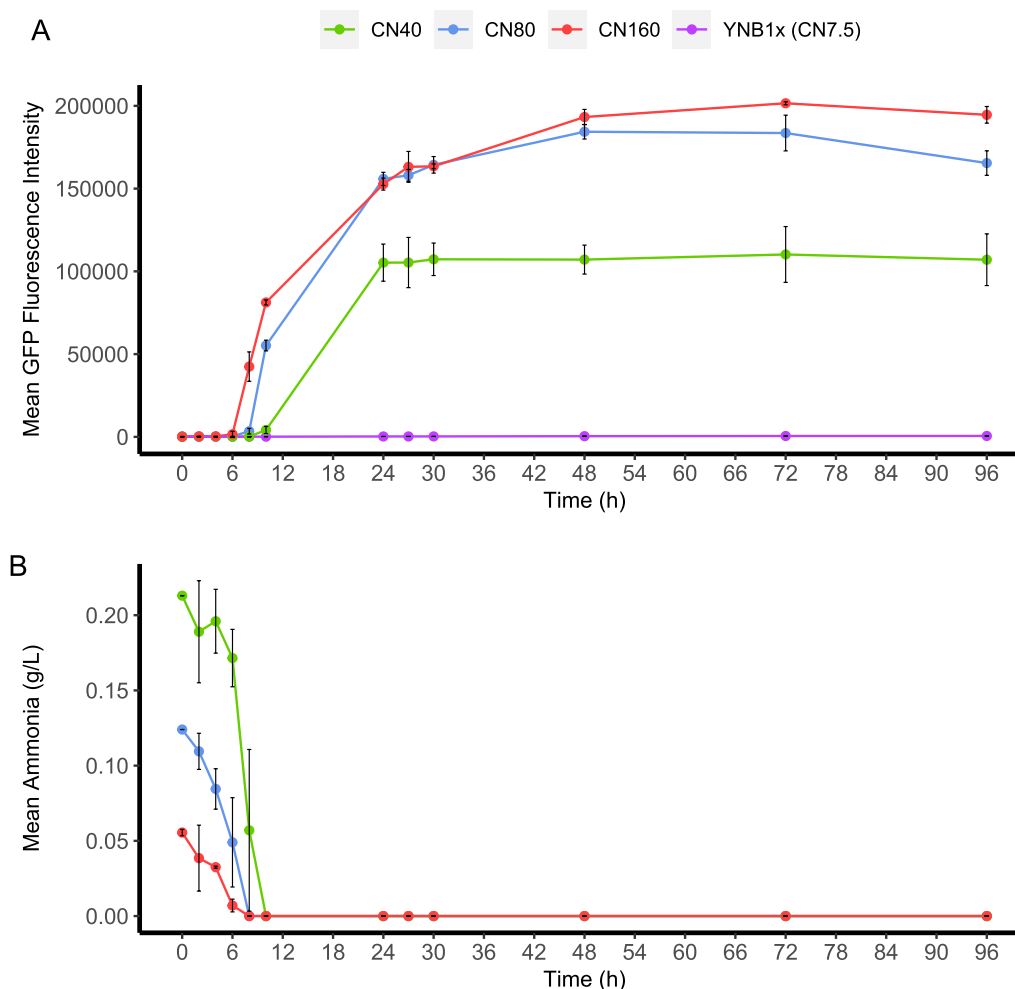 A
CN40 CN80 CN160 YNB1x (CN7.5)
Mean GFP Fluorescence Intensity
200000
150000
100000
50000
0
0 6 12 18 24 30 36 42 48 54 60 66 72 78 84 90 96
Time (h)
B
Mean Ammonia (g/L)
0.20
0.15
0.10
0.05
0.00
0 6 12 18 24 30 36 42 48 54 60 66 72 78 84 90 96
Time (h)